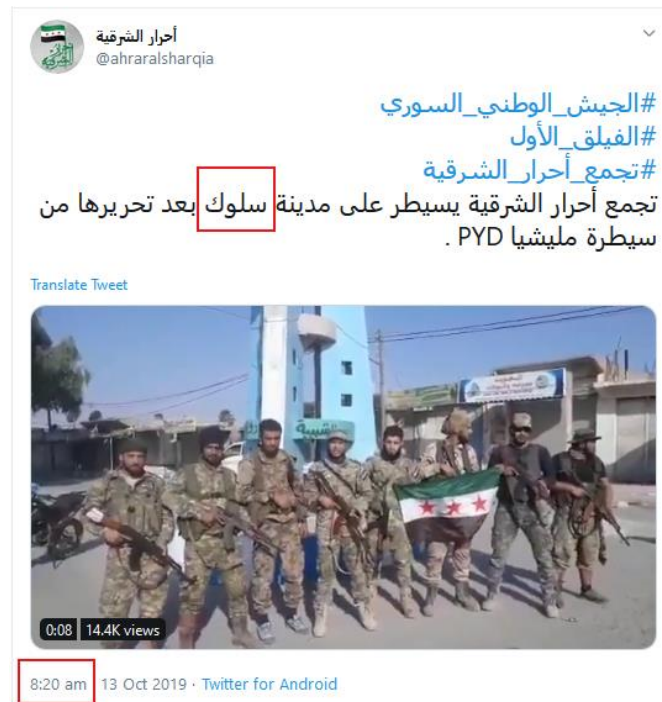 أحرار الشرقية
@ahraralsharqia
#الجيش_الوطني_السوري
#الفيلق_الأول
#تجمع_أحرار_الشرقية
تجمع أحرار الشرقية يسيطر على مدينة سلوك بعد تحريرها من
سيطرة مليشيا PYD .
Translate Tweet
0:08 14.4K views
8:20 am 13 Oct 2019 · Twitter for Android